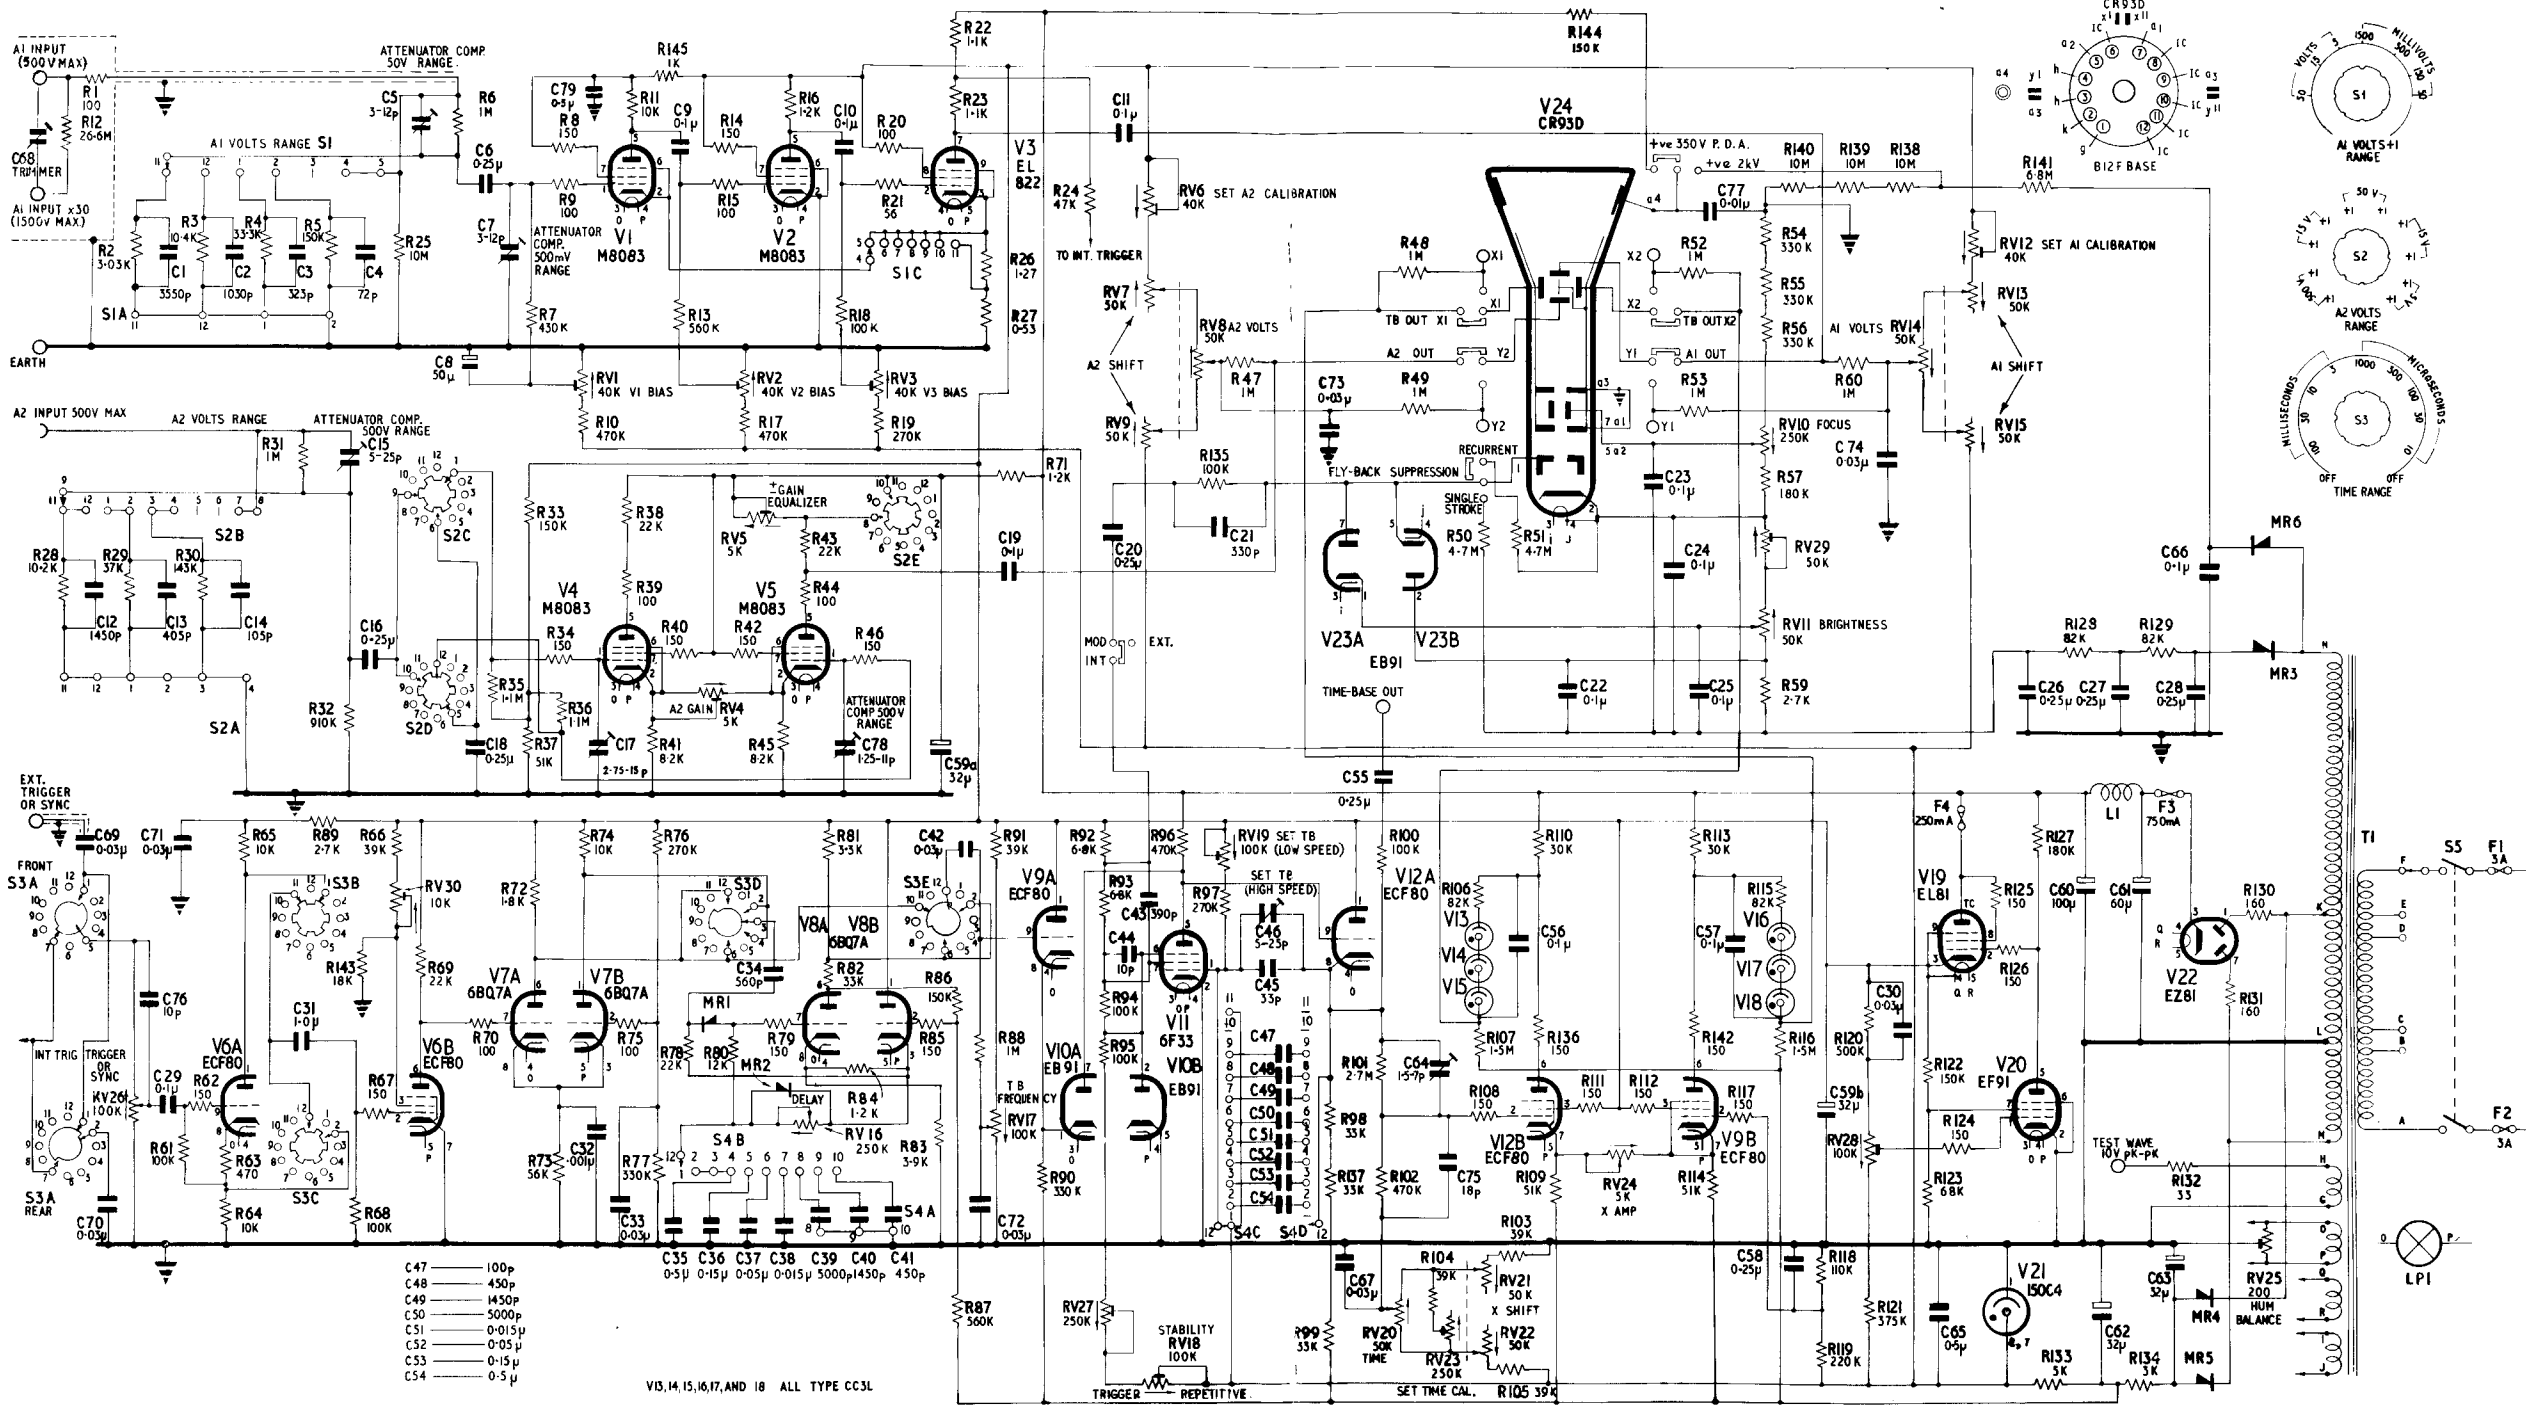 A1 INPUT
(500V MAX)
R1
100
R12
26·6M
C68
TRIMMER
A1 INPUT x30
(1500V MAX)
ATTENUATOR COMP.
50V RANGE
C5
3-12p
R6
1M
A1 VOLTS RANGE S1
R2
3·03K
R3
10·4K
R4
33·3K
R5
150K
C1
3550p
C2
1030p
C3
323p
C4
72p
R25
10M
S1A
EARTH
C6
0·25µ
C7
3-12p
ATTENUATOR
COMP.
500mV
RANGE
C79
0·5µ
R8
150
R9
100
R11
10K
V1
M8083
R145
1K
C9
0·1µ
R14
150
R15
100
R16
1·2K
V2
M8083
C10
0·1µ
R20
100
R21
56
R22
1·1K
R23
1·1K
V3
EL
822
S1C
R26
1·27
R27
0·53
R7
430K
R13
560K
R18
100K
C8
50µ
RV1
40K V1 BIAS
RV2
40K V2 BIAS
RV3
40K V3 BIAS
R10
470K
R17
470K
R19
270K
R24
47K
TO INT. TRIGGER
C11
0·1µ
RV6
40K
SET A2 CALIBRATION
RV7
50K
RV8 A2 VOLTS
50K
A2 SHIFT
RV9
50K
R47
1M
R144
150K
V24
CR93D
+ve 350V P.D.A.
+ve 2kV
a4
C77
0·01µ
R140
10M
R139
10M
R138
10M
R141
6·8M
R48
1M
X1
TB OUT X1
A2 OUT
Y2
R49
1M
C73
0·03µ
R52
1M
X2
TB OUT X2
Y1
A1 OUT
R53
1M
R54
330K
R55
330K
R56
330K
A1 VOLTS
RV14
50K
R60
1M
RV12
40K
SET A1 CALIBRATION
RV13
50K
A1 SHIFT
RV15
50K
RV10 FOCUS
250K
C74
0·03µ
R57
180K
C23
0·1µ
C24
0·1µ
RV29
50K
RV11 BRIGHTNESS
50K
R59
2·7K
C22
0·1µ
C25
0·1µ
RECURRENT
FLY-BACK SUPPRESSION
SINGLE
STROKE
R50
4·7M
R51
4·7M
R135
100K
C21
330p
C20
0·25µ
V23A
V23B
EB91
MOD
INT
EXT.
TIME-BASE OUT
C55
0·25µ
CR93D
B12F BASE
VOLTS
MILLIVOLTS
S1
A1 VOLTS+1
RANGE
50 V
S2
A2 VOLTS
RANGE
MILLISECONDS
MICROSECONDS
S3
OFF
OFF
TIME RANGE
A2 INPUT 500V MAX
A2 VOLTS RANGE
R31
1M
ATTENUATOR COMP.
500V RANGE
C15
5-25p
S2B
R28
10·2K
R29
37K
R30
143K
C12
1450p
C13
405p
C14
105p
S2A
C16
0·25µ
R32
910K
S2C
S2D
C18
0·25µ
R33
150K
R34
150
R35
1·1M
R36
1·1M
R37
51K
C17
2·75-15p
R38
22K
R39
100
V4
M8083
R40
150
R42
150
A2 GAIN
RV4
5K
R41
8·2K
R45
8·2K
± GAIN
EQUALIZER
RV5
5K
R43
22K
R44
100
V5
M8083
R46
150
S2E
ATTENUATOR
COMP 500V
RANGE
C78
1·25-11p
C59a
32µ
R71
1·2K
C19
0·1µ
MR6
C66
0·1µ
MR3
R128
82K
R129
82K
C26
0·25µ
C27
0·25µ
C28
0·25µ
EXT.
TRIGGER
OR SYNC
C69
0·03µ
C71
0·03µ
FRONT
S3A
INT TRIG
TRIGGER
OR
SYNC
RV26
100K
S3A
REAR
C70
0·03µ
C76
10p
C29
0·1µ
R62
150
R61
100K
V6A
ECF80
R63
470
R64
10K
R65
10K
R89
2·7K
R66
39K
S3B
RV30
10K
R143
18K
C31
1·0µ
S3C
R67
150
R68
100K
R69
22K
V6B
ECF80
R70
100
R72
1·8K
V7A
6BQ7A
V7B
6BQ7A
R74
10K
R75
100
R73
56K
C32
·001µ
C33
0·03µ
R76
270K
R77
330K
R78
22K
MR1
R80
12K
MR2
S3D
C34
560p
R79
150
V8A
V8B
6BQ7A
R81
3·3K
R82
33K
R84
1·2K
DELAY
RV16
250K
R85
150
R86
150K
R83
3·9K
S3E
C42
0·03µ
S4B
S4A
C35
0·5µ
C36
0·15µ
C37
0·05µ
C38
0·015µ
C39
5000p
C40
1450p
C41
450p
R91
39K
R88
1M
TB
FREQUENCY
RV17
100K
C72
0·03µ
R87
560K
V9A
ECF80
R90
330K
R92
6·8K
R93
6·8K
R94
100K
R95
100K
C43 390p
C44
10p
R96
470K
V11
6F33
V10A
EB91
V10B
EB91
RV27
250K
STABILITY
RV18
100K
TRIGGER
REPETITIVE
RV19 SET TB
100K (LOW SPEED)
SET TB
(HIGH SPEED)
R97
270K
C46
5-25p
C45
33p
C47
C48
C49
C50
C51
C52
C53
C54
S4C
S4D
V12A
ECF80
R98
33K
R137
33K
R99
33K
R100
100K
R101
2·7M
R102
470K
C67
0·03µ
RV20
50K
TIME
R104
39K
RV23
250K
SET TIME CAL.
R103
39K
RV21
50K
X SHIFT
RV22
50K
R105 39K
C64
1·5-7p
C75
18p
R106
82K
V13
V14
V15
R107
1·5M
C56
0·1µ
R110
30K
R136
150
R108
150
V12B
ECF80
R109
51K
R111
150
R112
150
RV24
5K
X AMP
R113
30K
R142
150
C57
0·1µ
R115
82K
V16
V17
V18
R116
1·5M
R117
150
V9B
ECF80
R114
51K
C58
0·25µ
R118
110K
R119
220K
C59b
32µ
C30
0·03µ
R120
500K
RV28
100K
R121
375K
F4
250mA
V19
EL81
R125
150
R126
150
R127
180K
R122
150K
R123
68K
R124
150
V20
EF91
C60
100µ
L1
C61
60µ
F3
750mA
V22
EZ81
R130
160
R131
160
T1
S5
F1
3A
F2
3A
TEST WAVE
10V pK-pK
R132
33
LP1
RV25
200
HUM
BALANCE
C65
0·5µ
V21
150C4
C62
32µ
C63
32µ
MR4
MR5
R133
5K
R134
3K
C47 100p
C48 450p
C49 1450p
C50 5000p
C51 0·015µ
C52 0·05µ
C53 0·15µ
C54 0·5µ
V13,14,15,16,17, AND 18 ALL TYPE CC3L